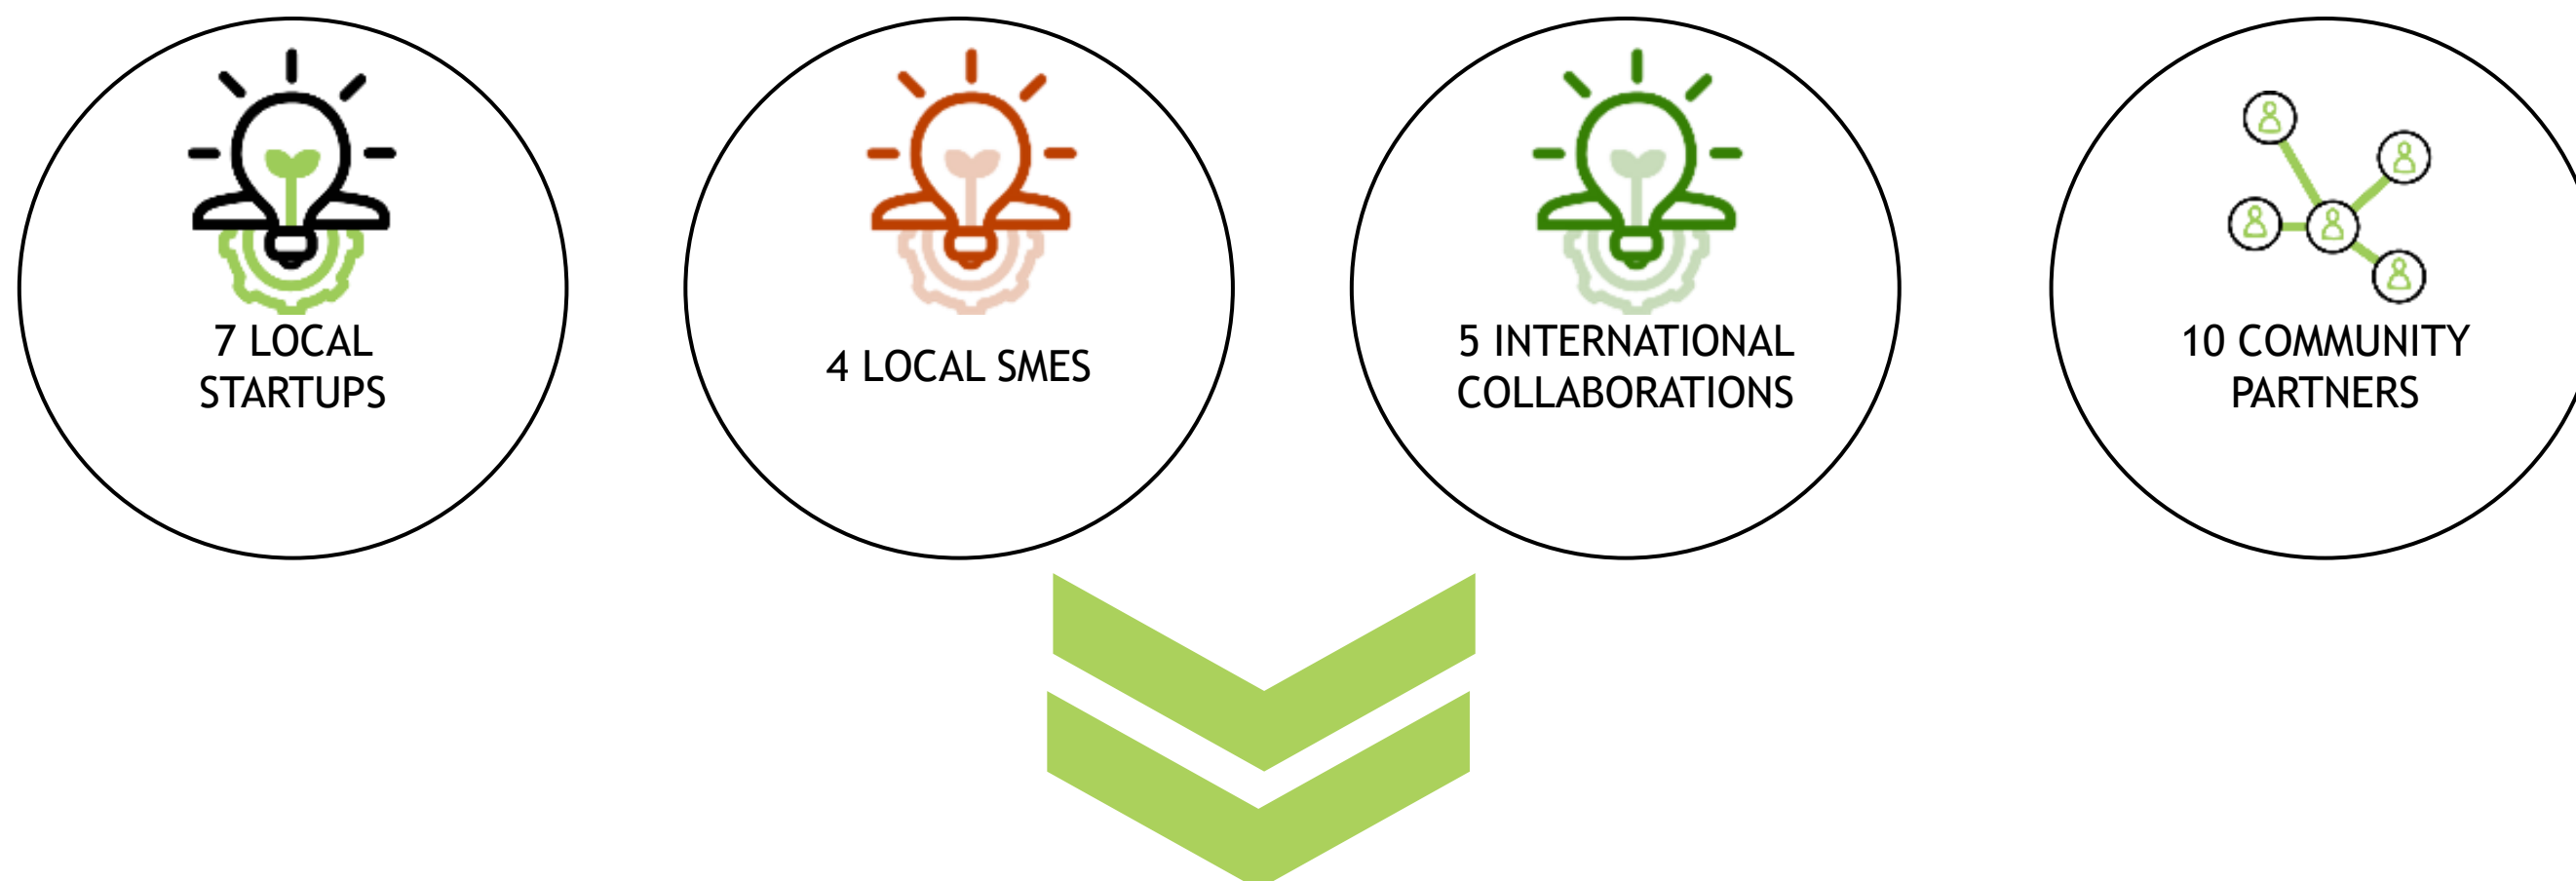 7 LOCAL
STARTUPS
4 LOCAL SMES
5 INTERNATIONAL
COLLABORATIONS
10 COMMUNITY
PARTNERS